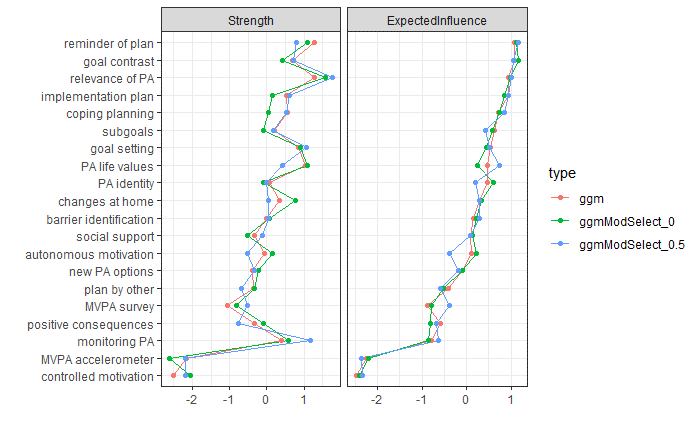 Strength
ExpectedInfluence
reminder of plan
goal contrast
relevance of PA
implementation plan
coping planning
subgoals
goal setting
PA life values
PA identity
changes at home
barrier identification
social support
autonomous motivation
new PA options
plan by other
MVPA survey
positive consequences
monitoring PA
MVPA accelerometer
controlled motivation
-2 -1 0 1
-2 -1 0 1
type
ggm
ggmModSelect_0
ggmModSelect_0.5